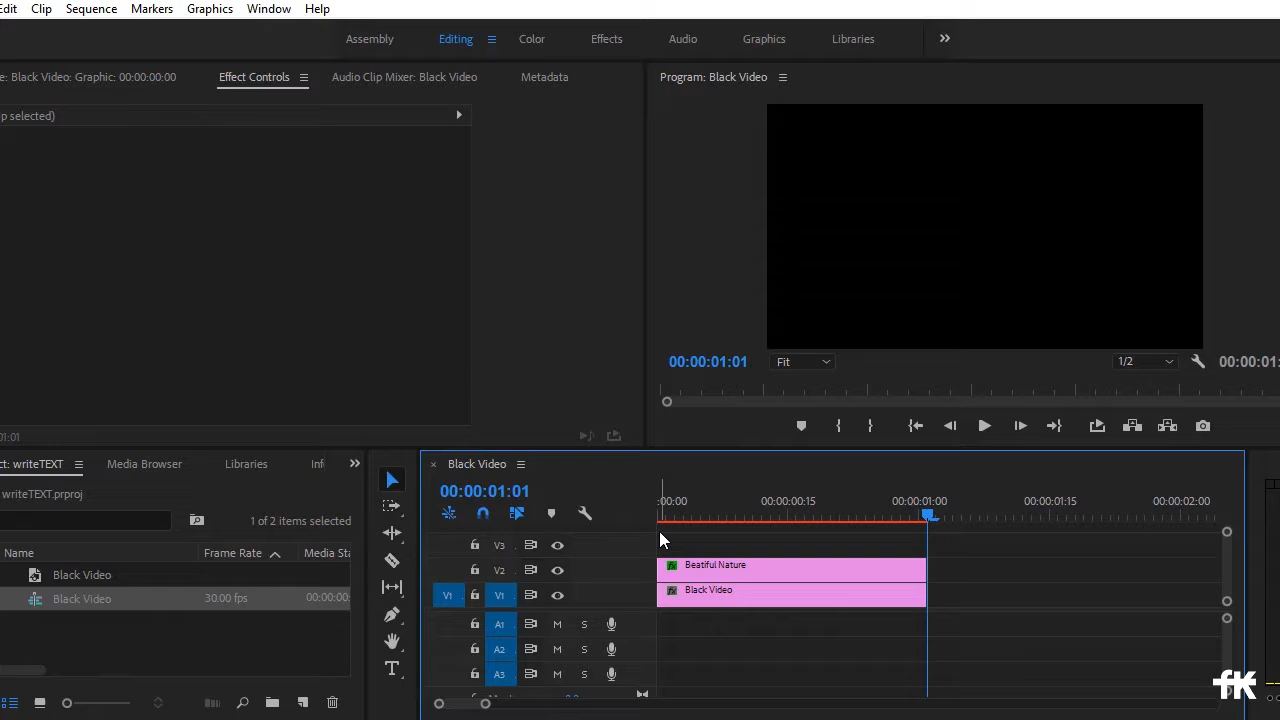 Edit Clip Sequence Markers Graphics Window Help
Assembly Editing Color Effects Audio Graphics Libraries
e: Black Video: Graphic: 00:00:00:00 Effect Controls Audio Clip Mixer: Black Video Metadata
Program: Black Video
p selected)
00:00:01:01 Fit 1/2 00:00:01:
01:01
ct: writeTEXT Media Browser Libraries Inf
writeTEXT.prproj
1 of 2 items selected
Name Frame Rate Media Sta
Black Video
Black Video 30.00 fps 00:00:00:
Black Video
00:00:01:01
:00:00 00:00:00:15 00:00:01:00 00:00:01:15 00:00:02:00
V3
V2 Beatiful Nature
V1 V1 Black Video
A1 M S
A2 M S
A3 M S
fK